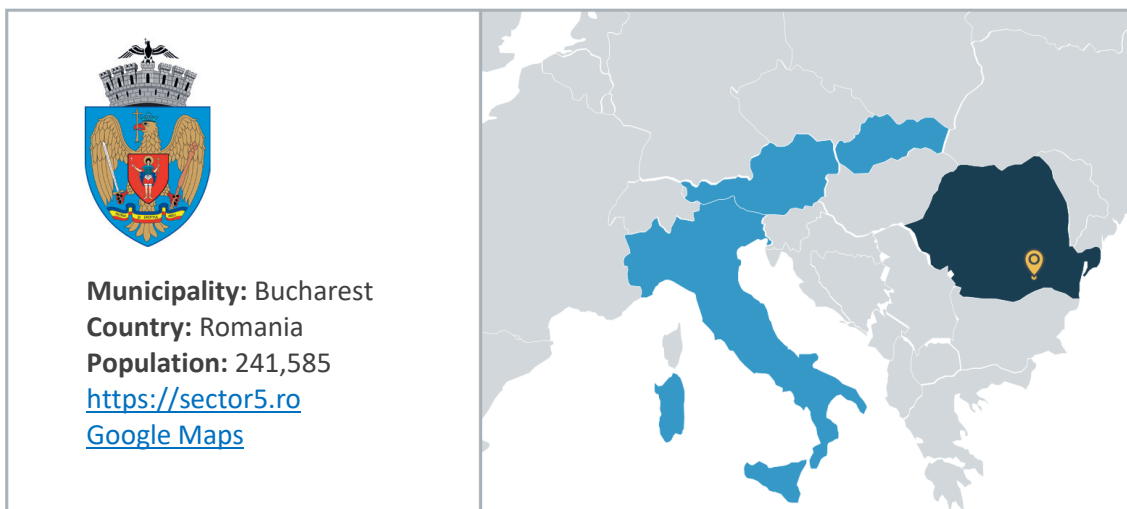 Municipality: Bucharest
Country: Romania
Population: 241,585
https://sector5.ro
Google Maps